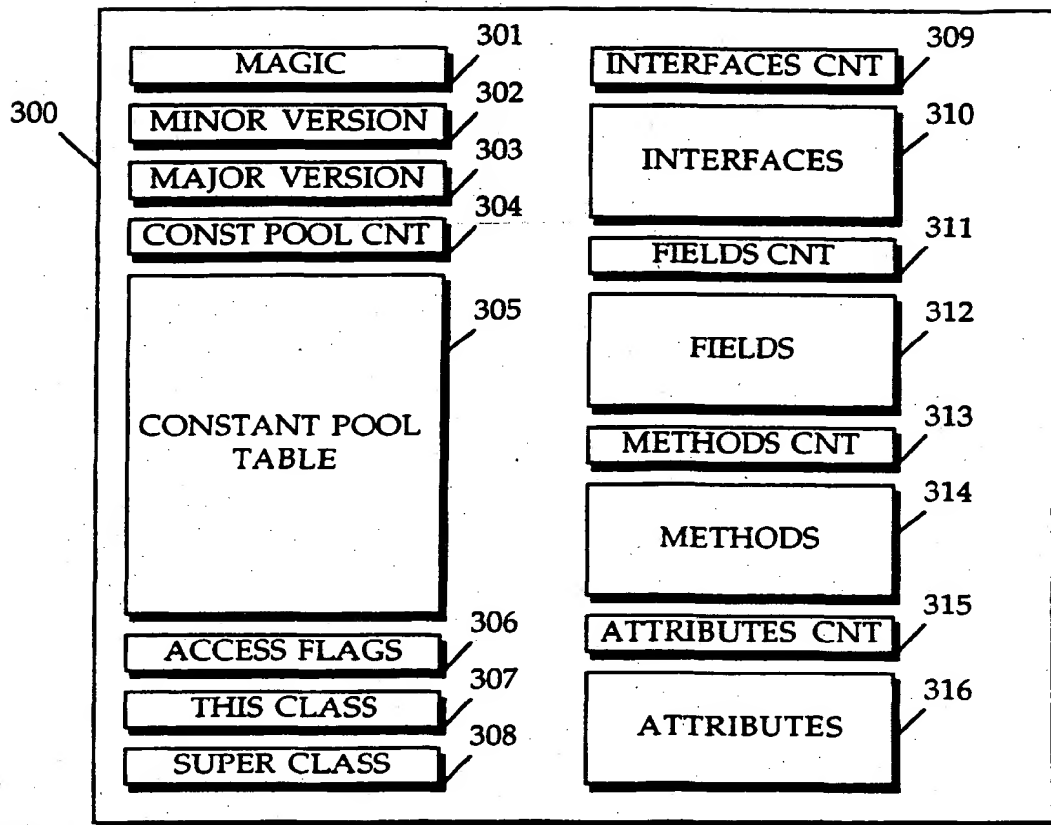 300
MAGIC
301
MINOR VERSION
302
MAJOR VERSION
303
CONST POOL CNT
304
CONSTANT POOL
TABLE
305
ACCESS FLAGS
306
THIS CLASS
307
SUPER CLASS
308
INTERFACES CNT
309
INTERFACES
310
FIELDS CNT
311
FIELDS
312
METHODS CNT
313
METHODS
314
ATTRIBUTES CNT
315
ATTRIBUTES
316